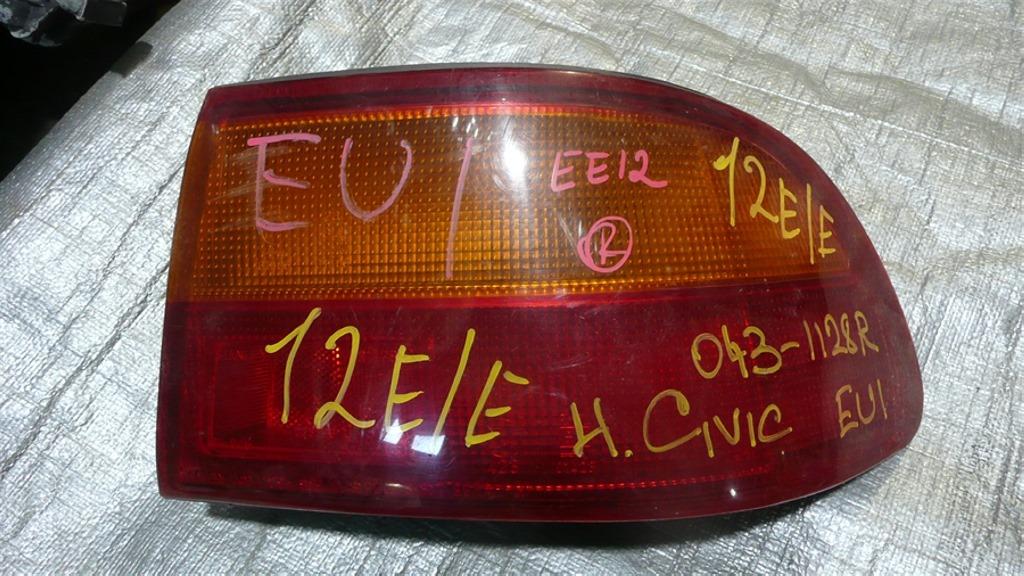 EU1
EE12
Ⓡ
12E/E
12E/E
043-1128R
H. CIVIC EU1